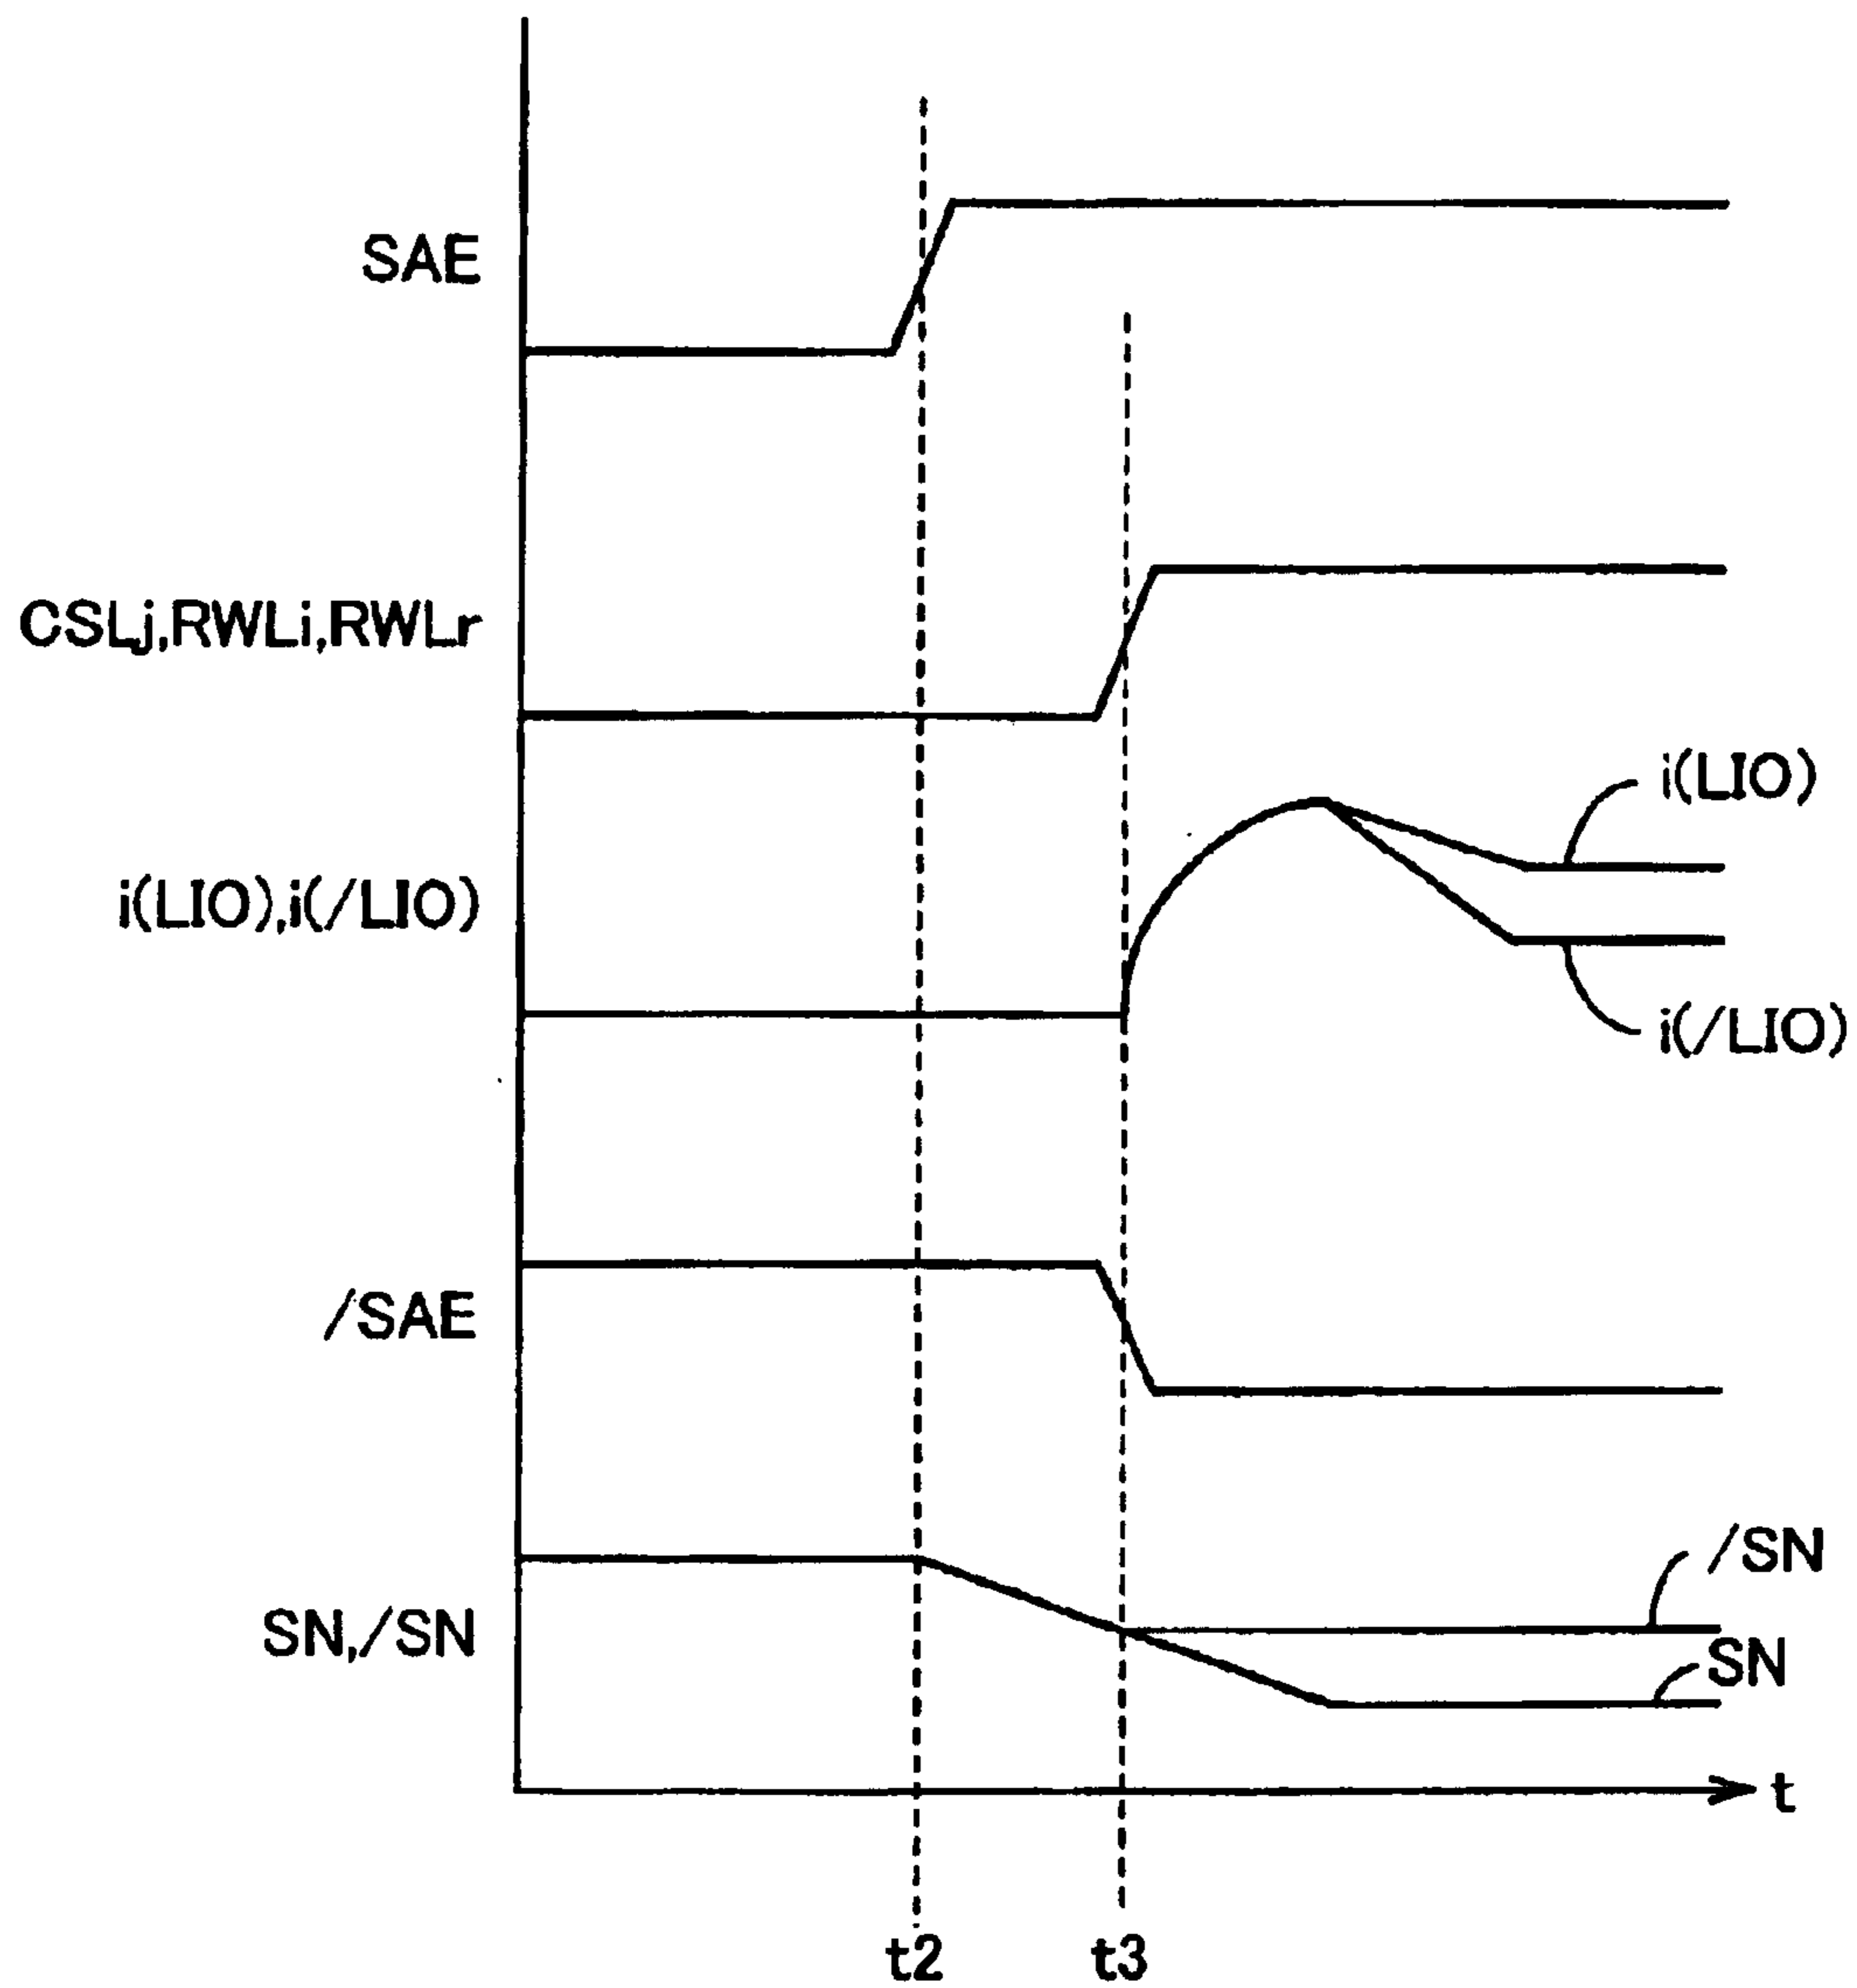 SAE
CSLj,RWLi,RWLr
i(LIO)
i(LIO),i(/LIO)
i(/LIO)
/SAE
/SN
SN,/SN
SN
t
t2
t3